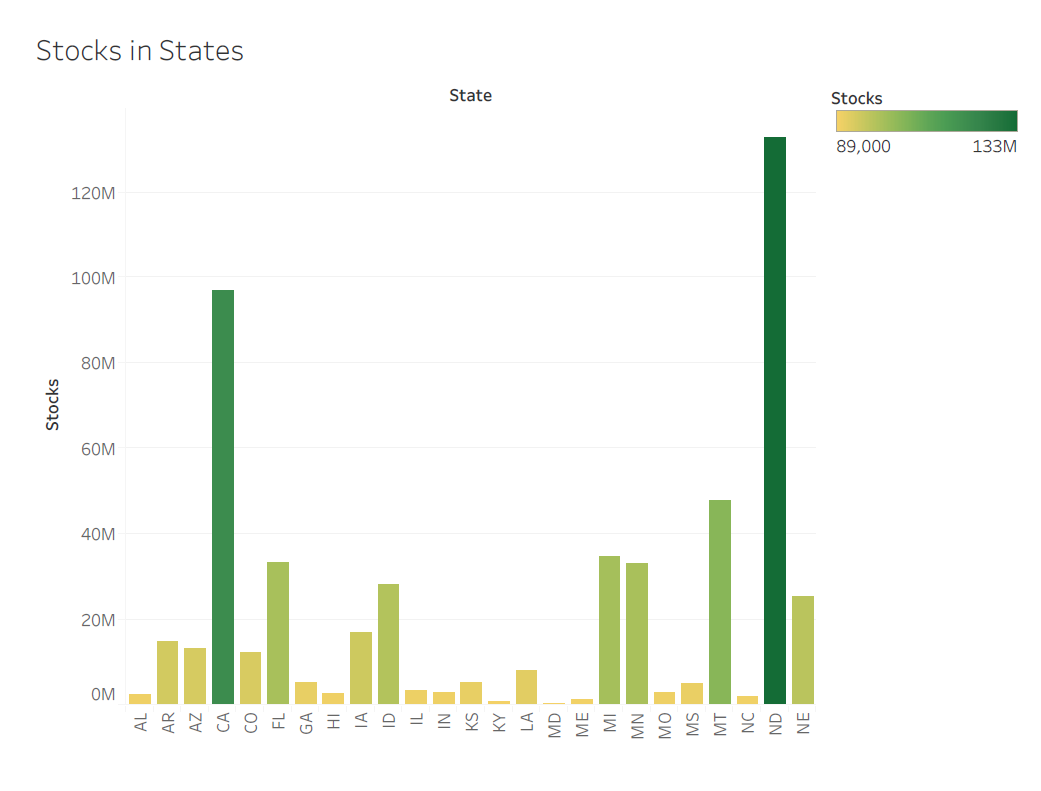 Stocks in States
State
Stocks
89,000 133M
Stocks
120M
100M
80M
60M
40M
20M
0M
AL AR AZ CA CO FL GA HI IA ID IL IN KS KY LA MD ME MI MN MO MS MT NC ND NE